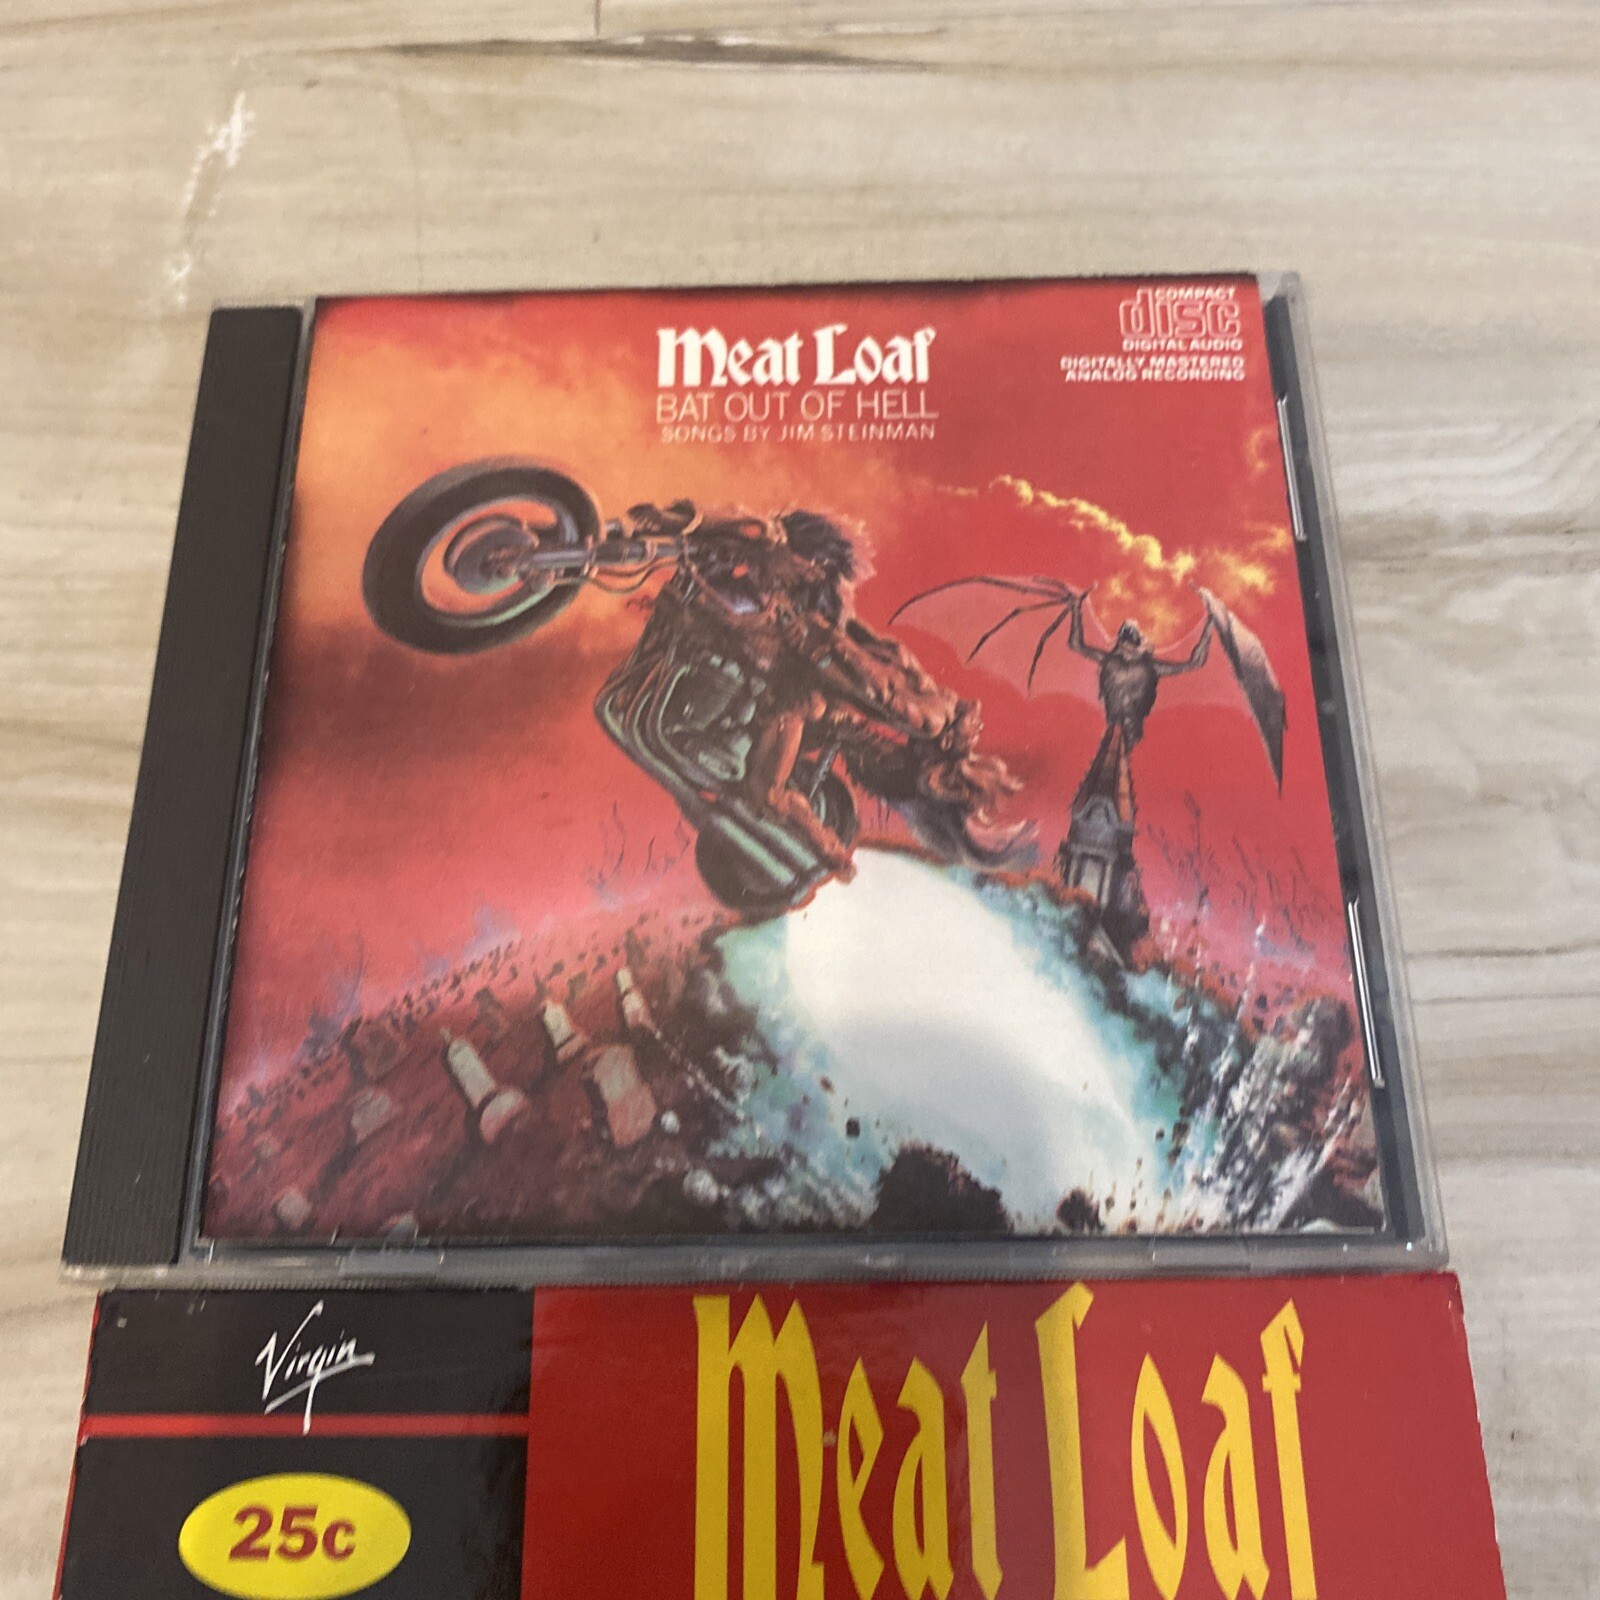 COMPACT
disc
DIGITAL AUDIO
DIGITALLY MASTERED
ANALOG RECORDING
Meat Loaf
BAT OUT OF HELL
SONGS BY JIM STEINMAN
Virgin
25c
Meat Loaf